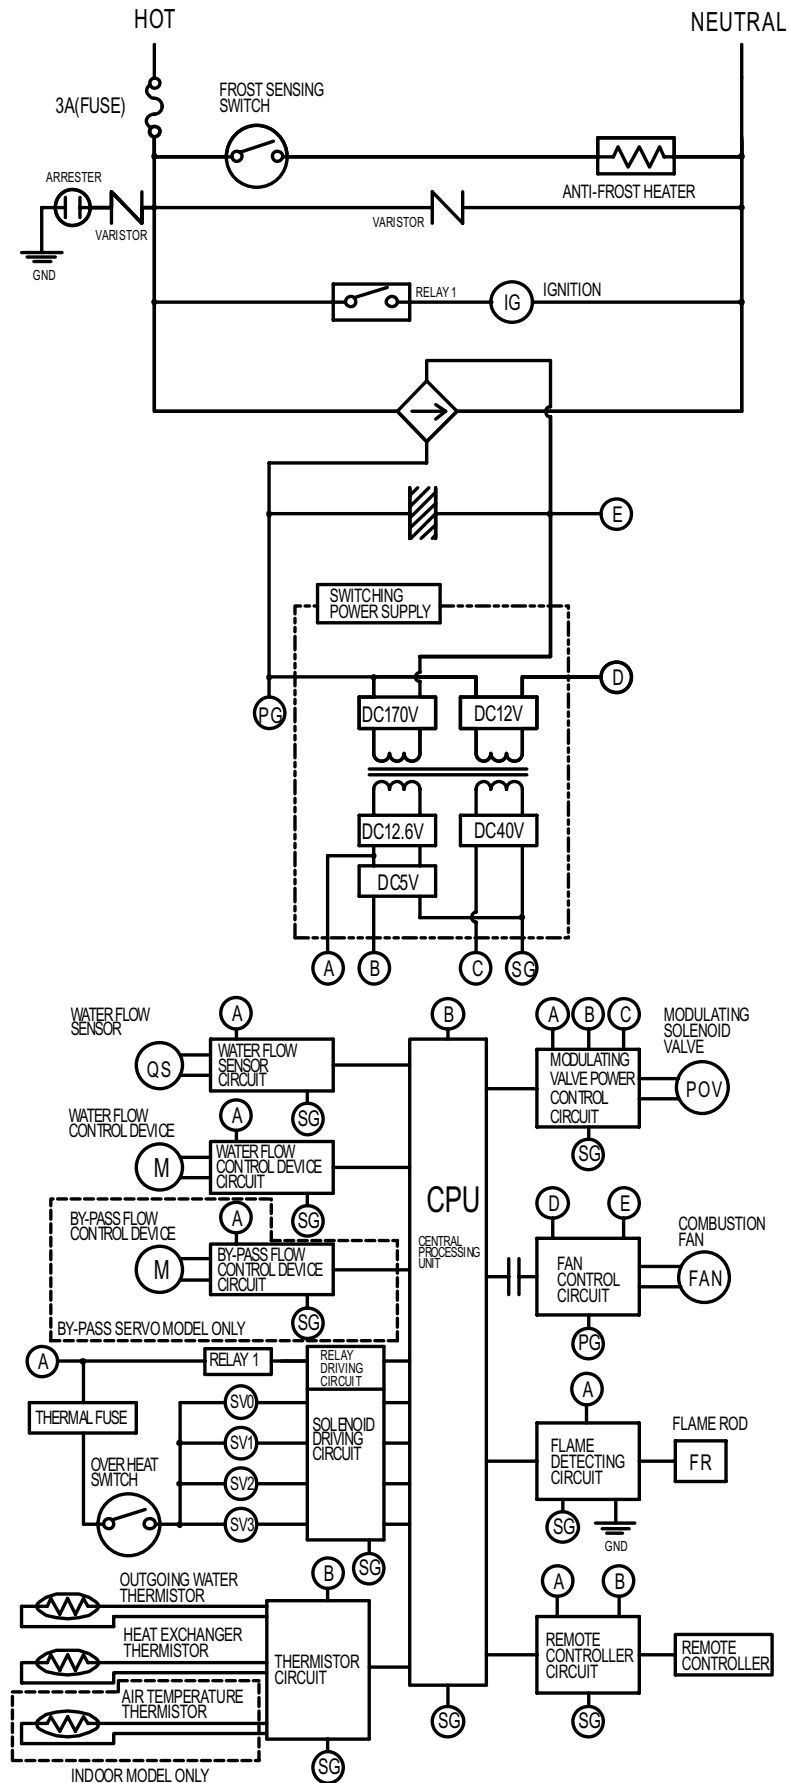 HOT
NEUTRAL
3A(FUSE)
FROST SENSING
SWITCH
ANTI-FROST HEATER
ARRESTER
VARISTOR
VARISTOR
GND
RELAY 1
IG
IGNITION
E
SWITCHING
POWER SUPPLY
D
PG
DC170V
DC12V
DC12.6V
DC40V
DC5V
A
B
C
SG
WATER FLOW
SENSOR
QS
A
WATER FLOW
SENSOR
CIRCUIT
SG
WATER FLOW
CONTROL DEVICE
M
A
WATER FLOW
CONTROL DEVICE
CIRCUIT
SG
BY-PASS FLOW
CONTROL DEVICE
M
A
BY-PASS FLOW
CONTROL DEVICE
CIRCUIT
SG
BY-PASS SERVO MODEL ONLY
A
RELAY 1
RELAY
DRIVING
CIRCUIT
THERMAL FUSE
OVER HEAT
SWITCH
SV0
SV1
SV2
SV3
SOLENOID
DRIVING
CIRCUIT
SG
OUTGOING WATER
THERMISTOR
HEAT EXCHANGER
THERMISTOR
AIR TEMPERATURE
THERMISTOR
INDOOR MODEL ONLY
B
THERMISTOR
CIRCUIT
SG
B
CPU
CENTRAL
PROCESSING
UNIT
SG
A
B
C
MODULATING
VALVE POWER
CONTROL
CIRCUIT
SG
MODULATING
SOLENOID
VALVE
POV
D
E
FAN
CONTROL
CIRCUIT
PG
COMBUSTION
FAN
FAN
A
FLAME
DETECTING
CIRCUIT
SG
GND
FLAME ROD
FR
A
B
REMOTE
CONTROLLER
CIRCUIT
SG
REMOTE
CONTROLLER